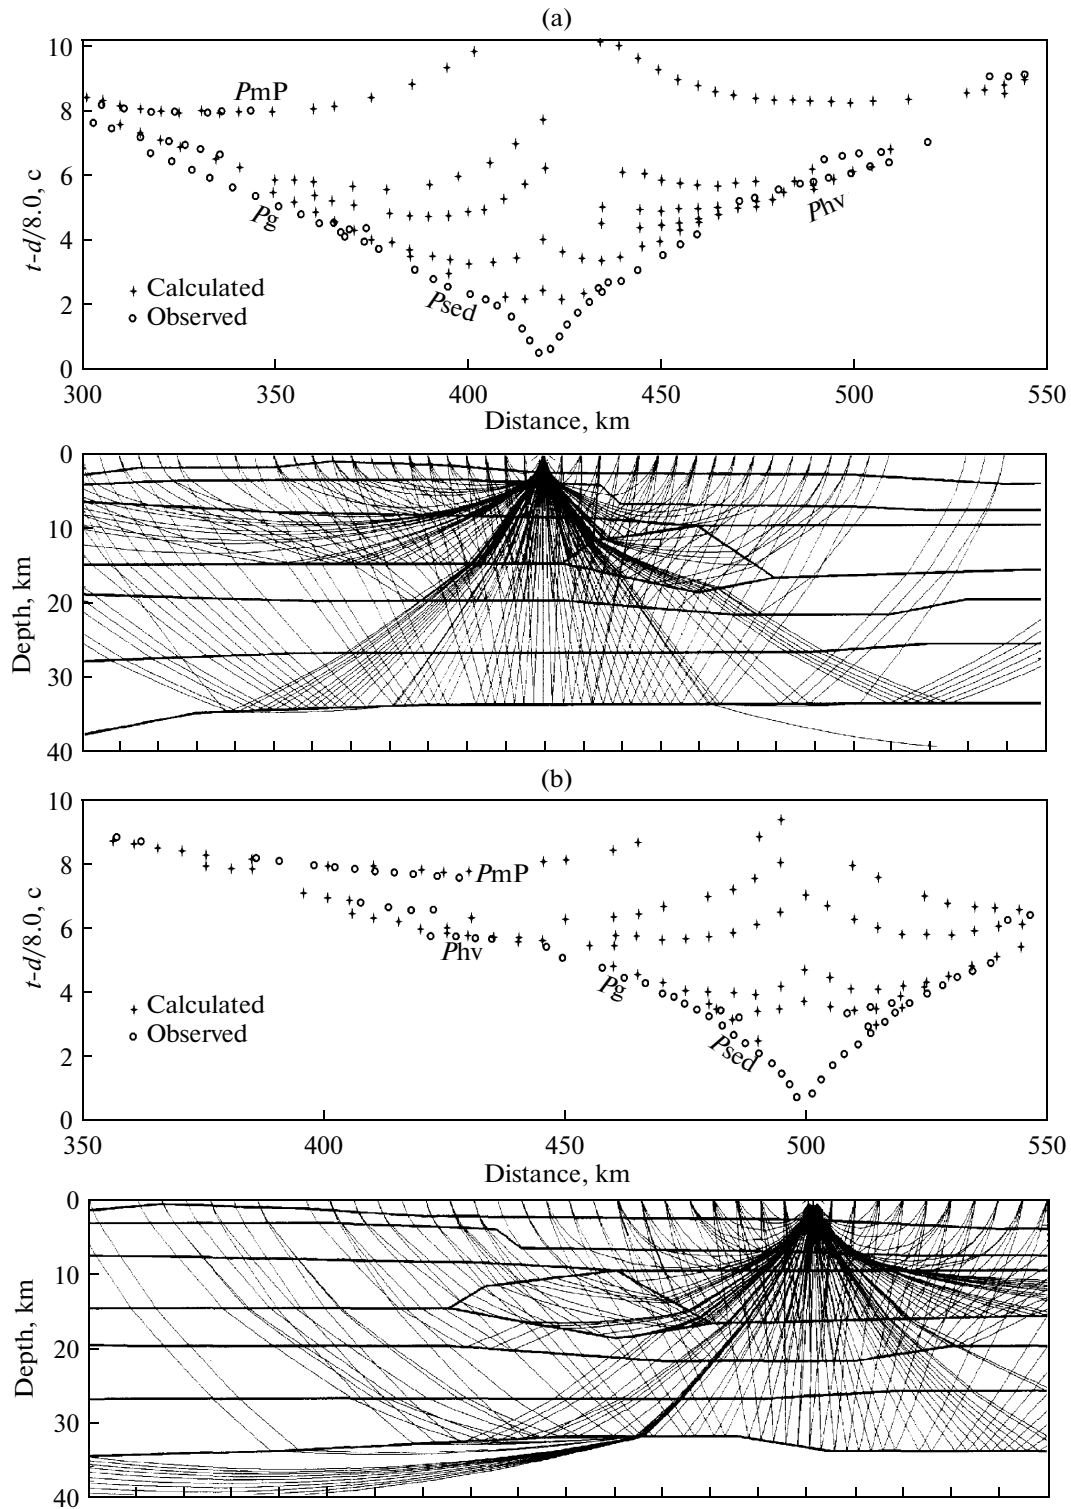 (a)
10
8
6
4
2
0
t-d/8.0, c
PmP
Pg
Psed
Phv
Calculated
Observed
300 350 400 450 500 550
Distance, km
0
10
20
30
40
Depth, km
(b)
10
8
6
4
2
0
t-d/8.0, c
PmP
Phv
Pg
Psed
Calculated
Observed
350 400 450 500 550
Distance, km
0
10
20
30
40
Depth, km